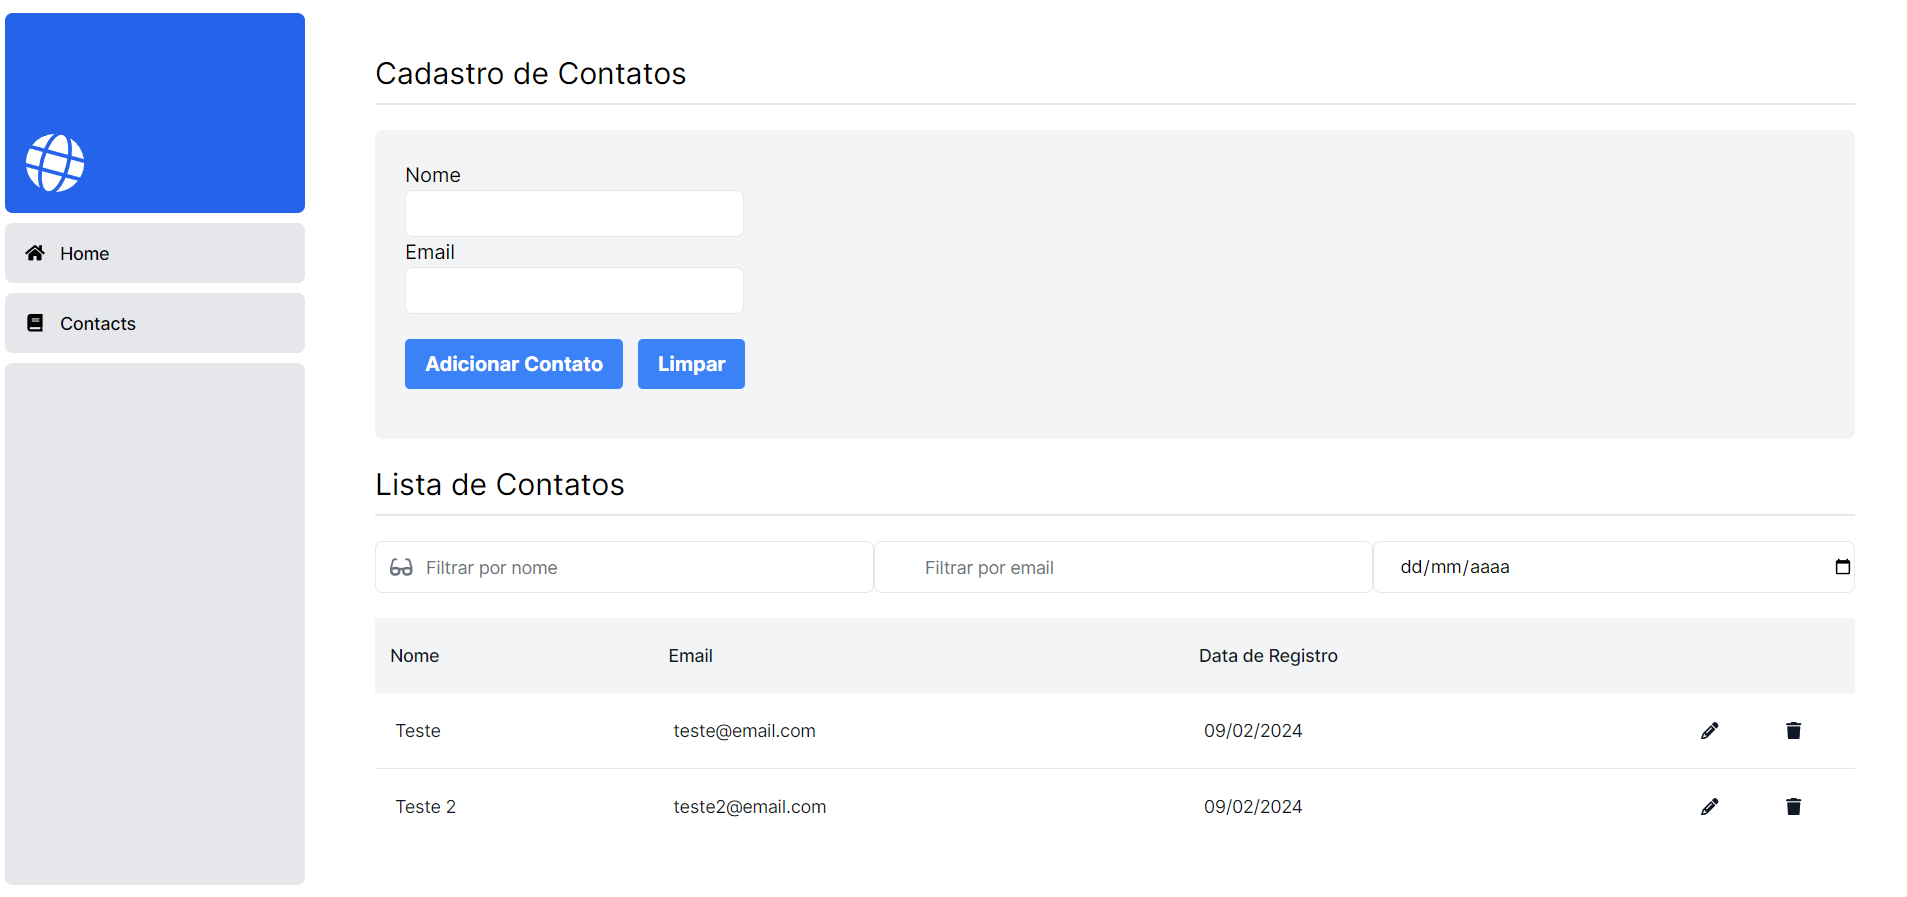 Home
Contacts
Cadastro de Contatos
Nome
Email
Adicionar Contato Limpar
Lista de Contatos
Filtrar por nome Filtrar por email dd/mm/aaaa
Nome Email Data de Registro
Teste teste@email.com 09/02/2024
Teste 2 teste2@email.com 09/02/2024